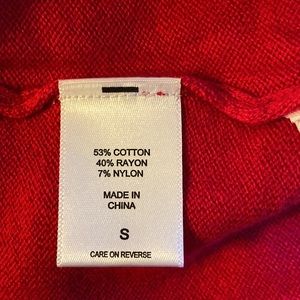 53% COTTON
40% RAYON
7% NYLON
MADE IN
CHINA
S
CARE ON REVERSE